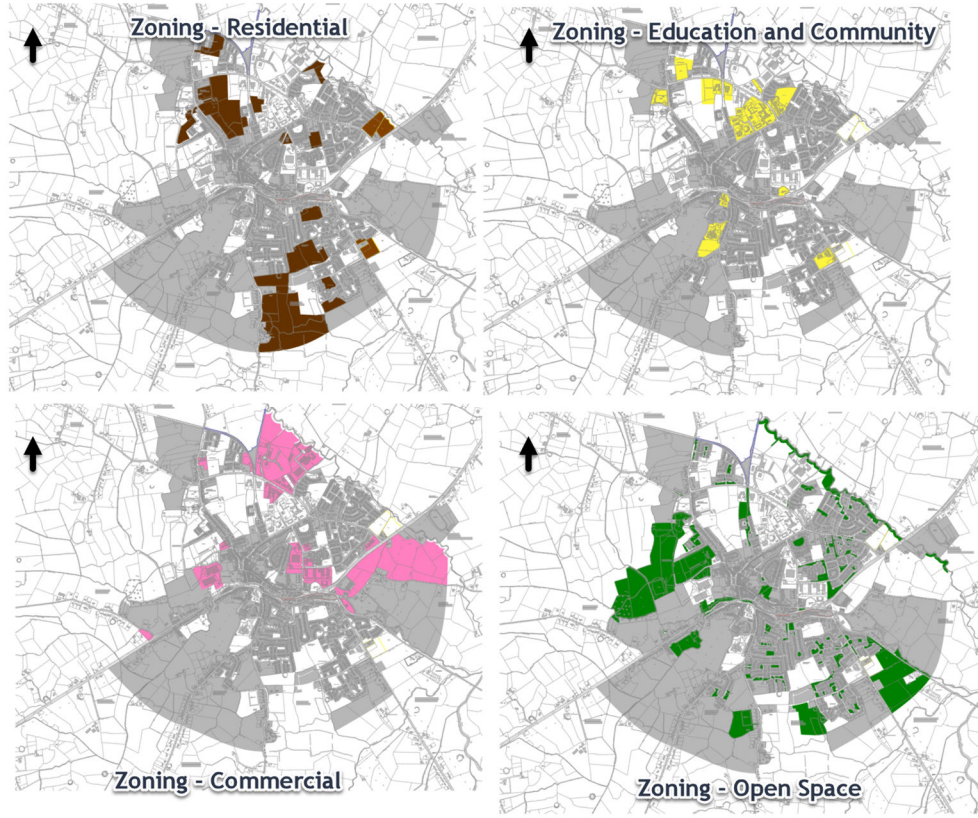 Zoning - Residential
Zoning - Education and Community
Zoning - Commercial
Zoning - Open Space